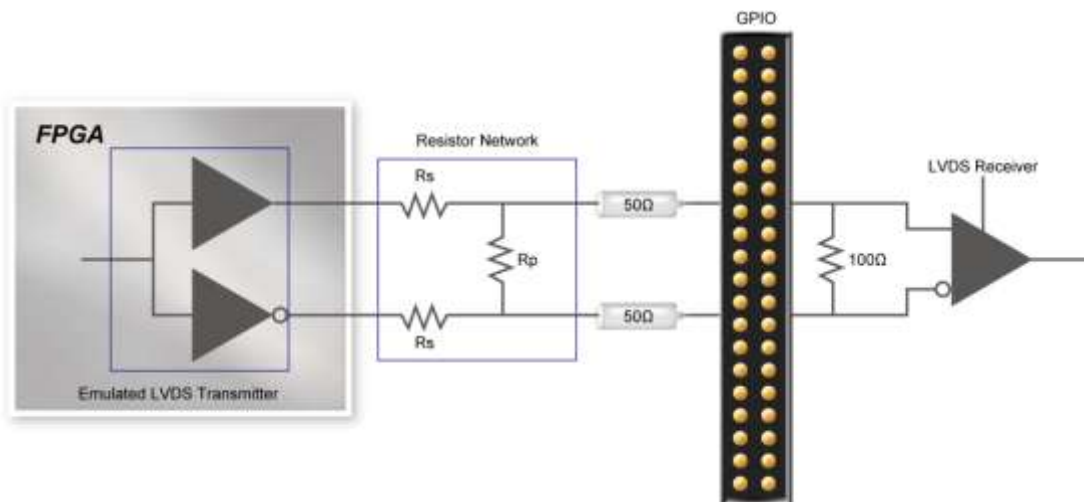 GPIO
FPGA
Resistor Network
Rs
LVDS Receiver
50Ω
Rp
100Ω
50Ω
Rs
Emulated LVDS Transmitter